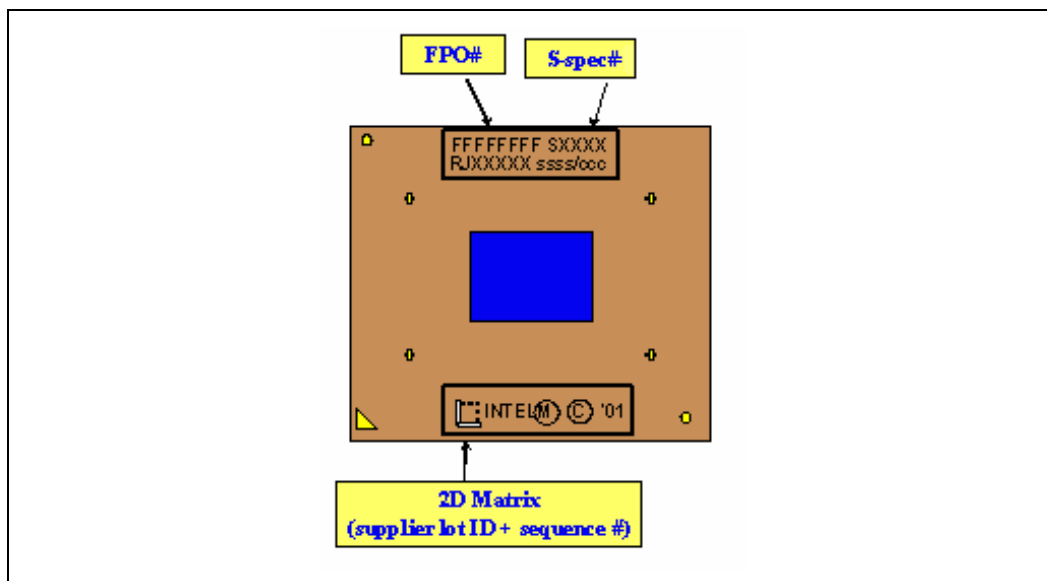 FPO# S-spec#
FFFFFFFF SXXXX
RJXXXXX ssss/ccc
INTEL Ⓜ © '01
2D Matrix
(supplier lot ID + sequence #)